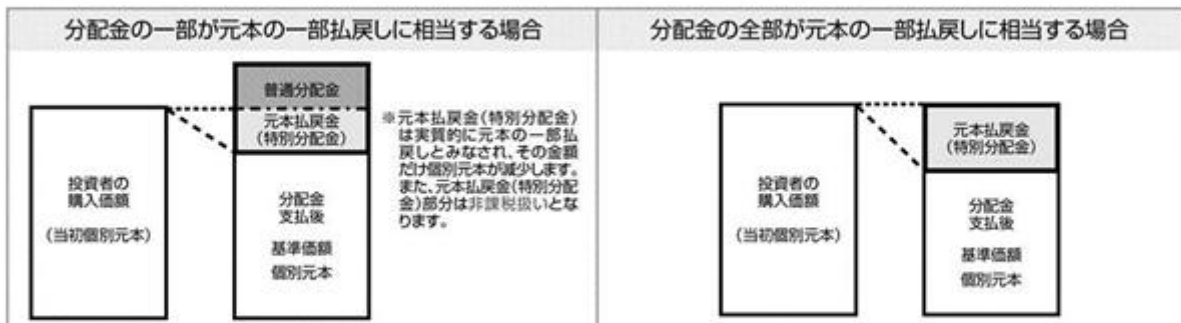 分配金の一部が元本の一部払戻しに相当する場合
普通分配金
元本払戻金
(特別分配金)
投資者の
購入価額
(当初個別元本)
分配金
支払後
基準価額
個別元本
※元本払戻金(特別分配金)
は実質的に元本の一部払
戻しとみなされ、その金額
だけ個別元本が減少します。
また、元本払戻金(特別分配
金)部分は非課税扱いとな
ります。
分配金の全部が元本の一部払戻しに相当する場合
投資者の
購入価額
(当初個別元本)
元本払戻金
(特別分配金)
分配金
支払後
基準価額
個別元本